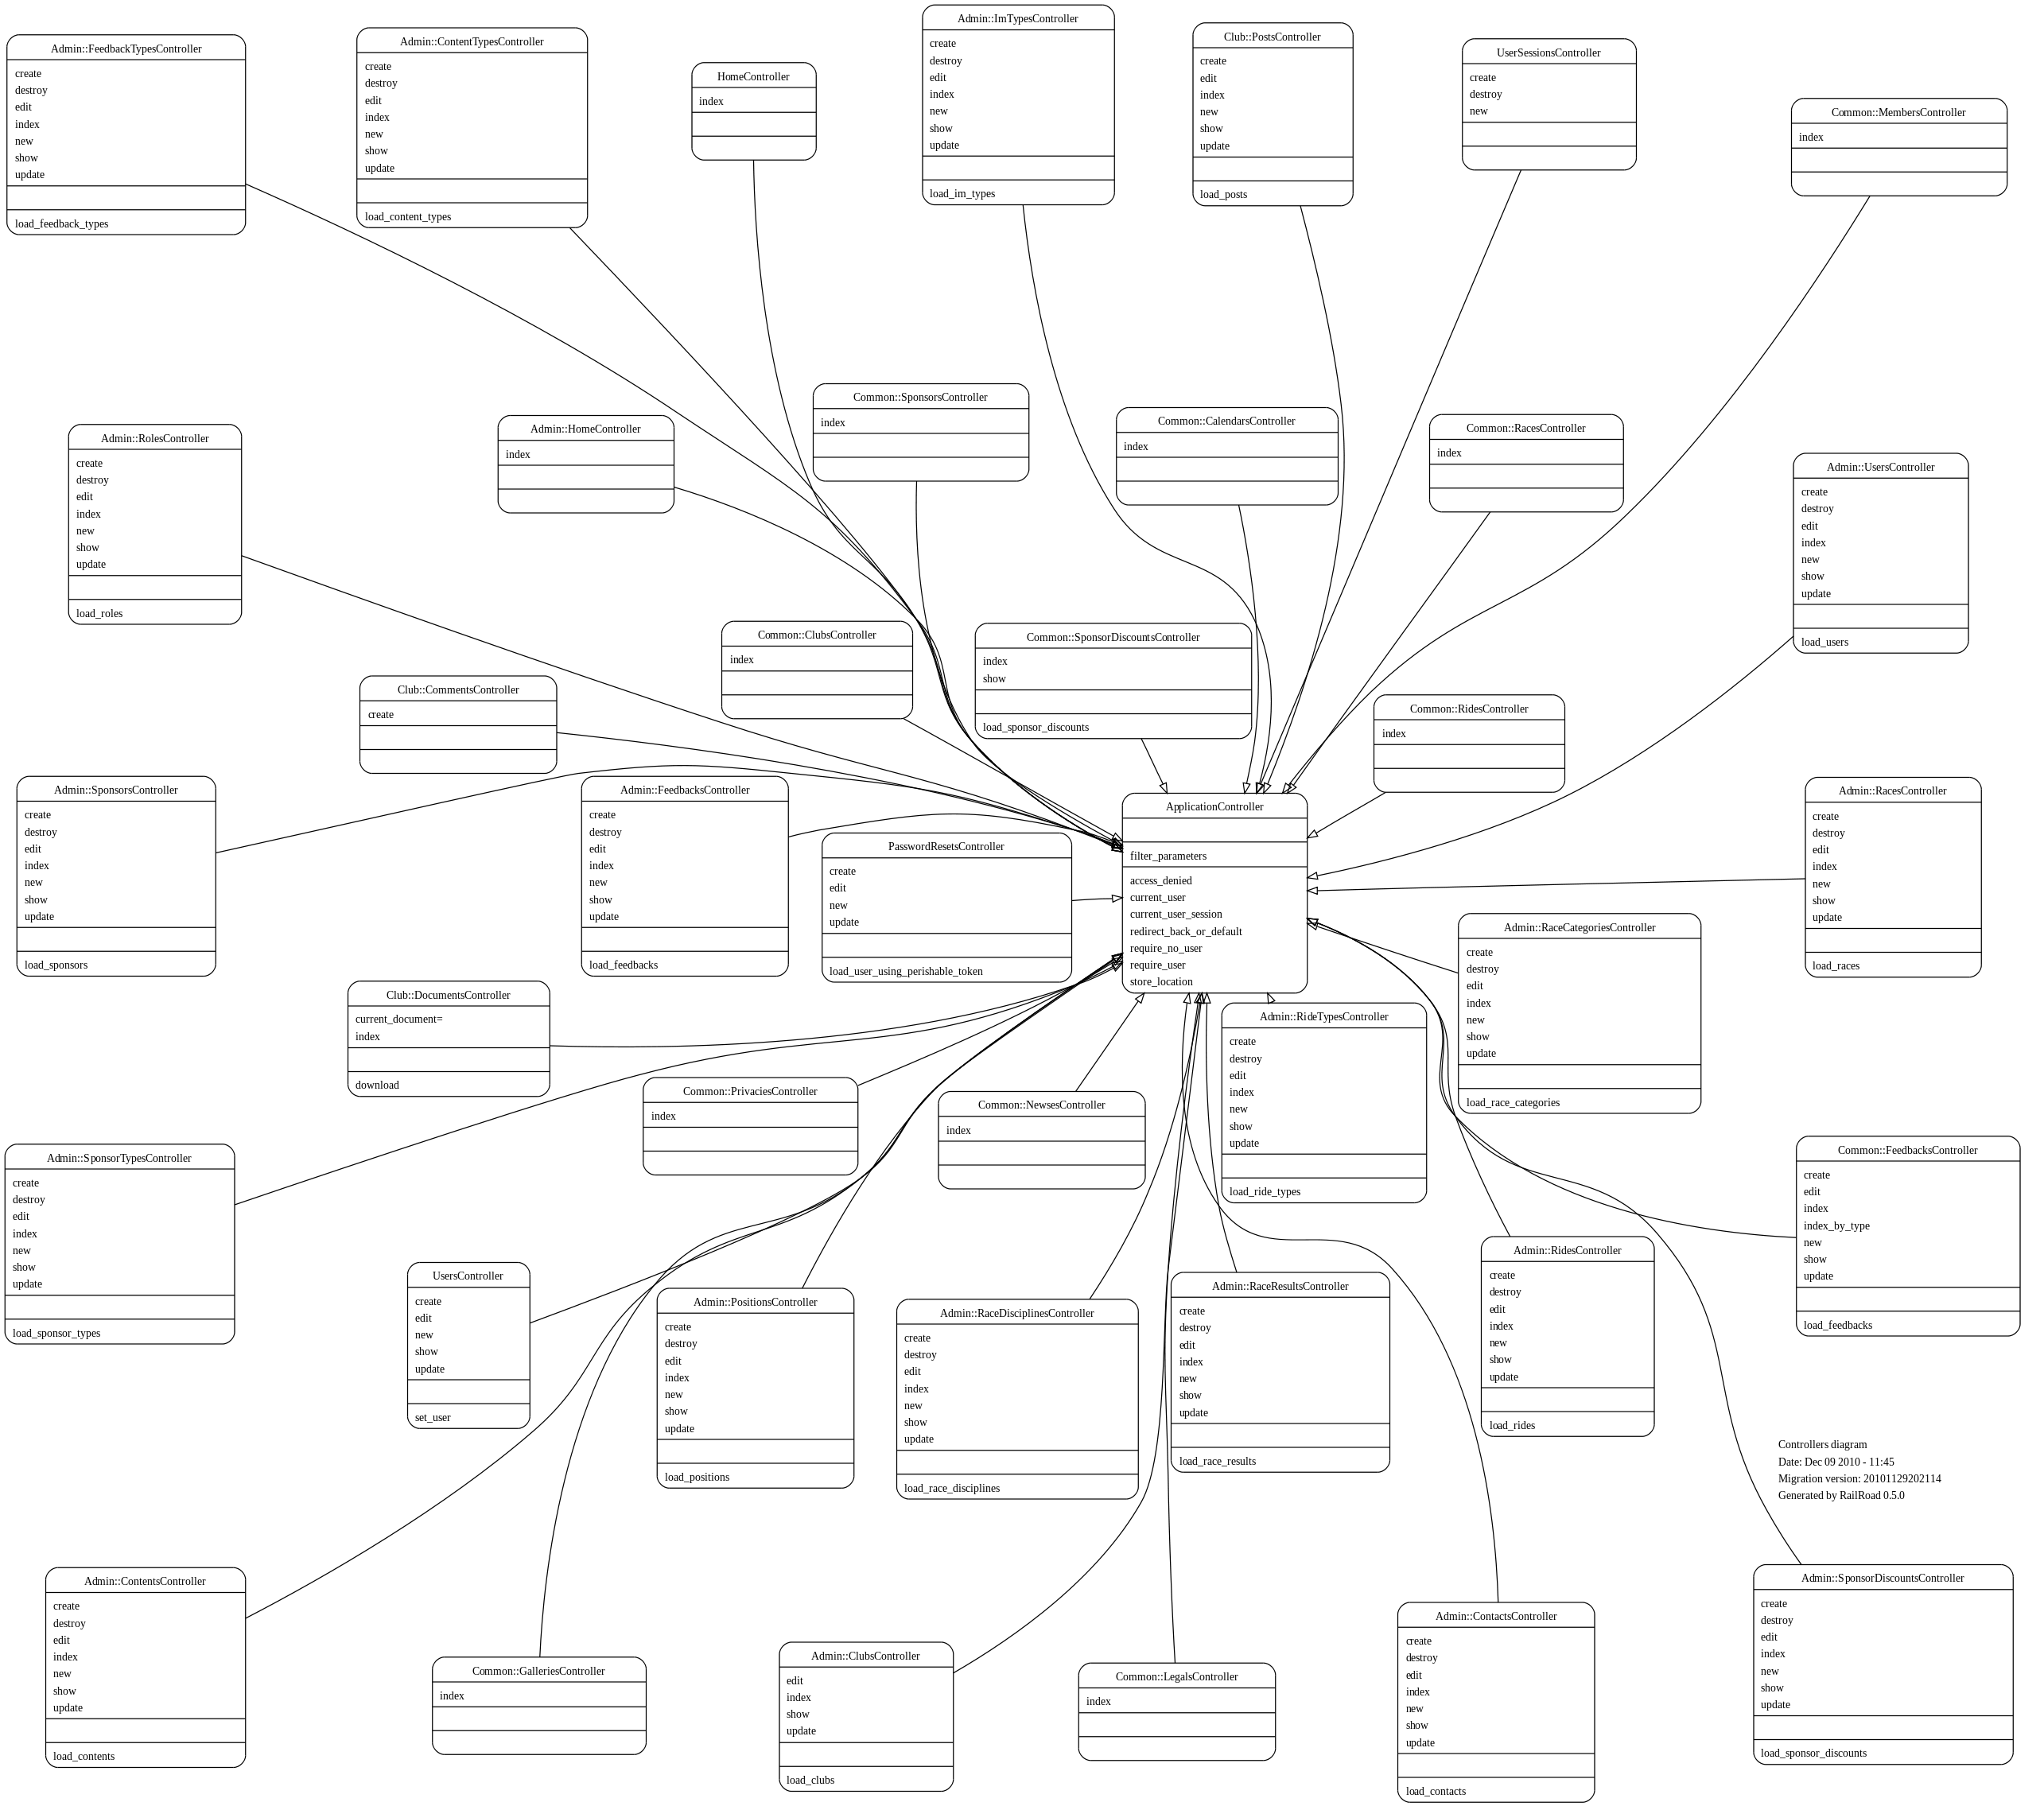 Admin::FeedbackTypesController
create
destroy
edit
index
new
show
update
load_feedback_types
Admin::ContentTypesController
create
destroy
edit
index
new
show
update
load_content_types
HomeController
index
Admin::ImTypesController
create
destroy
edit
index
new
show
update
load_im_types
Club::PostsController
create
edit
index
new
show
update
load_posts
UserSessionsController
create
destroy
new
Common::MembersController
index
Admin::RolesController
create
destroy
edit
index
new
show
update
load_roles
Admin::HomeController
index
Common::SponsorsController
index
Common::CalendarsController
index
Common::RacesController
index
Admin::UsersController
create
destroy
edit
index
new
show
update
load_users
Common::ClubsController
index
Common::SponsorDiscountsController
index
show
load_sponsor_discounts
Club::CommentsController
create
Common::RidesController
index
Admin::SponsorsController
create
destroy
edit
index
new
show
update
load_sponsors
Admin::FeedbacksController
create
destroy
edit
index
new
show
update
load_feedbacks
PasswordResetsController
create
edit
new
update
load_user_using_perishable_token
ApplicationController
filter_parameters
access_denied
current_user
current_user_session
redirect_back_or_default
require_no_user
require_user
store_location
Admin::RacesController
create
destroy
edit
index
new
show
update
load_races
Admin::RaceCategoriesController
create
destroy
edit
index
new
show
update
load_race_categories
Club::DocumentsController
current_document=
index
download
Common::PrivaciesController
index
Common::NewsesController
index
Admin::RideTypesController
create
destroy
edit
index
new
show
update
load_ride_types
Admin::SponsorTypesController
create
destroy
edit
index
new
show
update
load_sponsor_types
Common::FeedbacksController
create
edit
index
index_by_type
new
show
update
load_feedbacks
UsersController
create
edit
new
show
update
set_user
Admin::PositionsController
create
destroy
edit
index
new
show
update
load_positions
Admin::RaceDisciplinesController
create
destroy
edit
index
new
show
update
load_race_disciplines
Admin::RaceResultsController
create
destroy
edit
index
new
show
update
load_race_results
Admin::RidesController
create
destroy
edit
index
new
show
update
load_rides
Controllers diagram
Date: Dec 09 2010 - 11:45
Migration version: 20101129202114
Generated by RailRoad 0.5.0
Admin::ContentsController
create
destroy
edit
index
new
show
update
load_contents
Common::GalleriesController
index
Admin::ClubsController
edit
index
show
update
load_clubs
Common::LegalsController
index
Admin::ContactsController
create
destroy
edit
index
new
show
update
load_contacts
Admin::SponsorDiscountsController
create
destroy
edit
index
new
show
update
load_sponsor_discounts